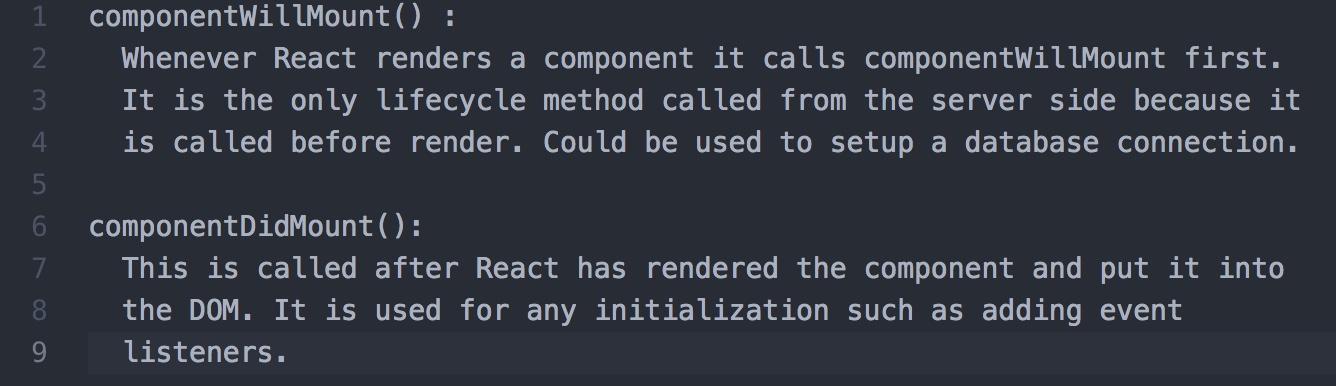 1 componentWillMount() :
2 Whenever React renders a component it calls componentWillMount first.
3 It is the only lifecycle method called from the server side because it
4 is called before render. Could be used to setup a database connection.
5
6 componentDidMount():
7 This is called after React has rendered the component and put it into
8 the DOM. It is used for any initialization such as adding event
9 listeners.